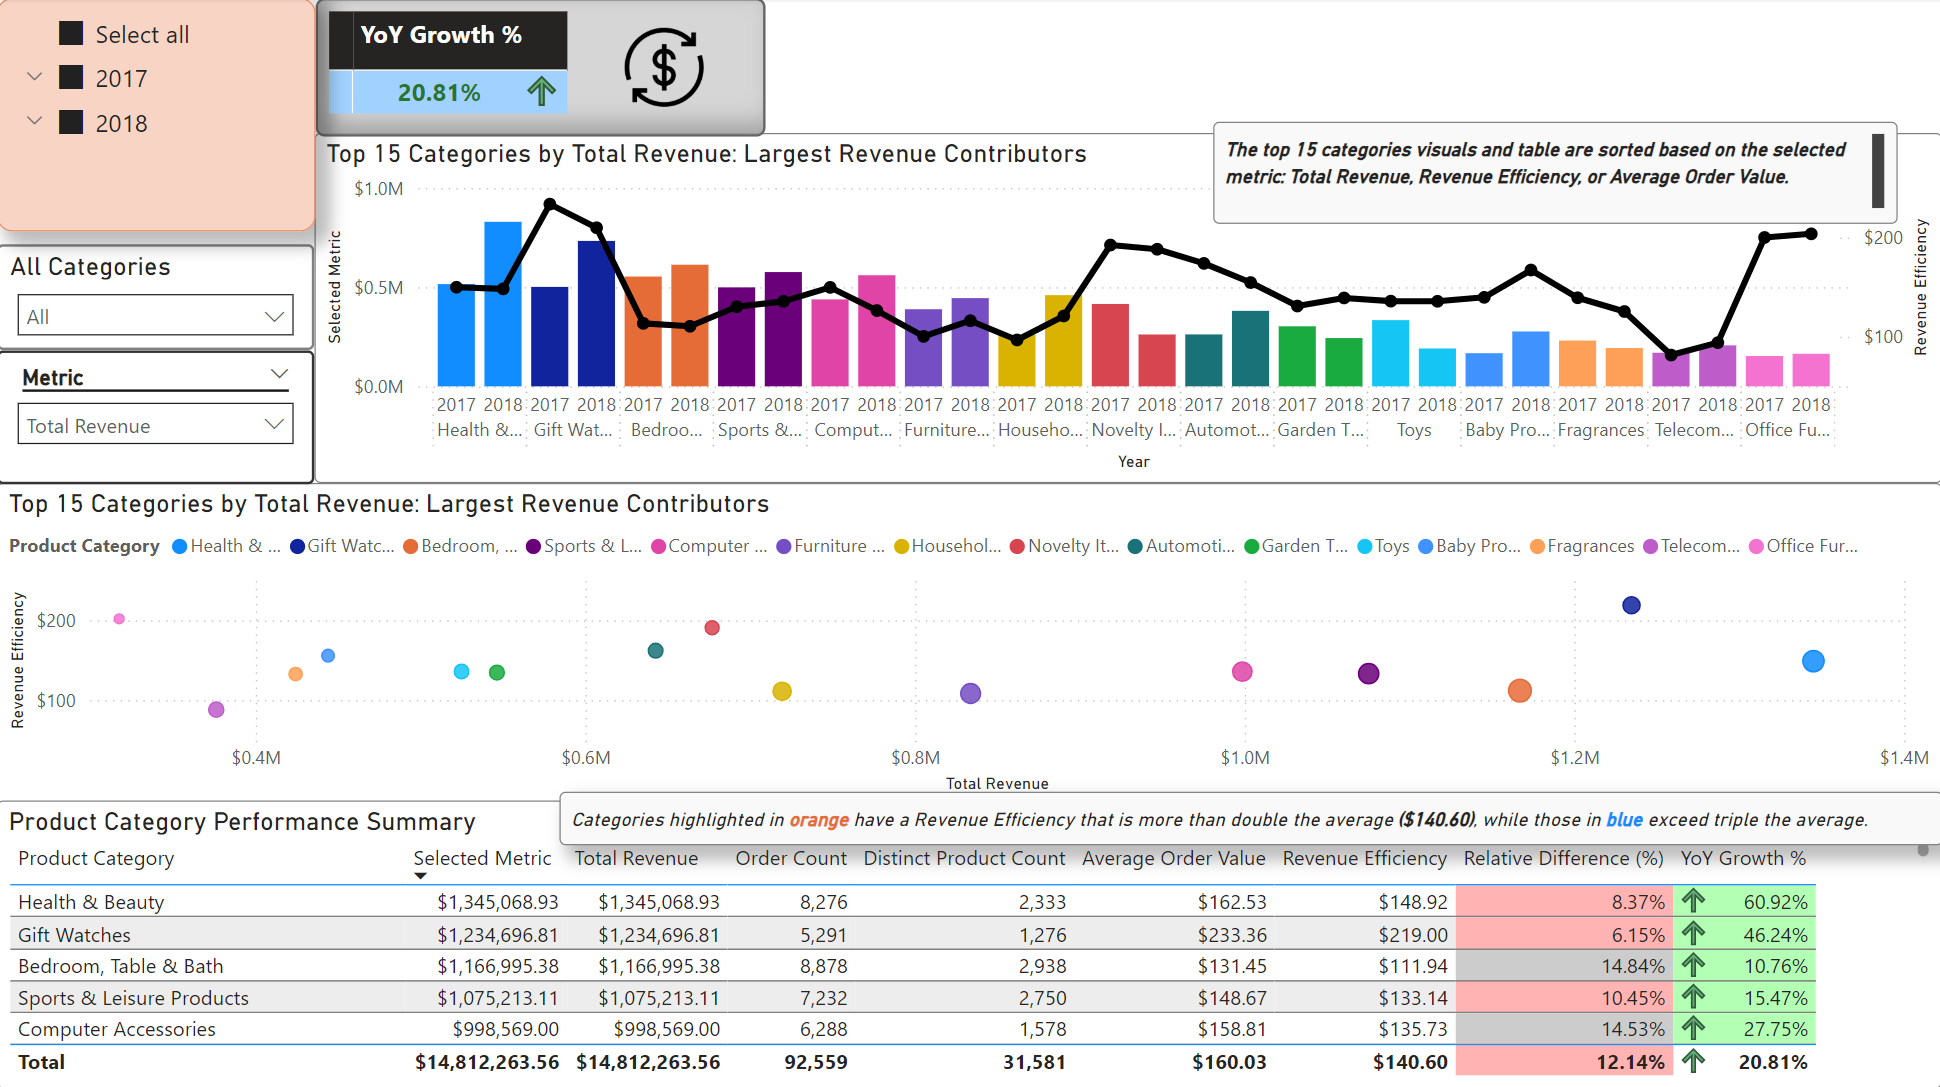 Select all
2017
2018
YoY Growth %
20.81%
$
All Categories
All
Metric
Total Revenue
Top 15 Categories by Total Revenue: Largest Revenue Contributors
The top 15 categories visuals and table are sorted based on the selected
metric: Total Revenue, Revenue Efficiency, or Average Order Value.
Selected Metric
$1.0M
$0.5M
$0.0M
$200
$100
Revenue Efficiency
2017 2018 2017 2018 2017 2018 2017 2018 2017 2018 2017 2018 2017 2018 2017 2018 2017 2018 2017 2018 2017 2018 2017 2018 2017 2018 2017 2018 2017 2018
Health &... Gift Wat... Bedroo... Sports &... Comput... Furniture... Househo... Novelty I... Automot... Garden T... Toys Baby Pro... Fragrances Telecom... Office Fu...
Year
Top 15 Categories by Total Revenue: Largest Revenue Contributors
Product Category Health & ... Gift Watc... Bedroom, ... Sports & L... Computer ... Furniture ... Househol... Novelty It... Automoti... Garden T... Toys Baby Pro... Fragrances Telecom... Office Fur...
Revenue Efficiency
$200
$100
$0.4M $0.6M $0.8M $1.0M $1.2M $1.4M
Total Revenue
Product Category Performance Summary
Categories highlighted in orange have a Revenue Efficiency that is more than double the average ($140.60), while those in blue exceed triple the average.
Product Category Selected Metric Total Revenue Order Count Distinct Product Count Average Order Value Revenue Efficiency Relative Difference (%) YoY Growth %
Health & Beauty $1,345,068.93 $1,345,068.93 8,276 2,333 $162.53 $148.92 8.37% 60.92%
Gift Watches $1,234,696.81 $1,234,696.81 5,291 1,276 $233.36 $219.00 6.15% 46.24%
Bedroom, Table & Bath $1,166,995.38 $1,166,995.38 8,878 2,938 $131.45 $111.94 14.84% 10.76%
Sports & Leisure Products $1,075,213.11 $1,075,213.11 7,232 2,750 $148.67 $133.14 10.45% 15.47%
Computer Accessories $998,569.00 $998,569.00 6,288 1,578 $158.81 $135.73 14.53% 27.75%
Total $14,812,263.56 $14,812,263.56 92,559 31,581 $160.03 $140.60 12.14% 20.81%